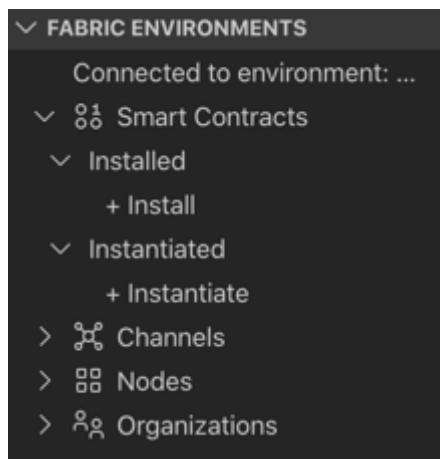 FABRIC ENVIRONMENTS
Connected to environment: ...
Smart Contracts
Installed
+ Install
Instantiated
+ Instantiate
Channels
Nodes
Organizations